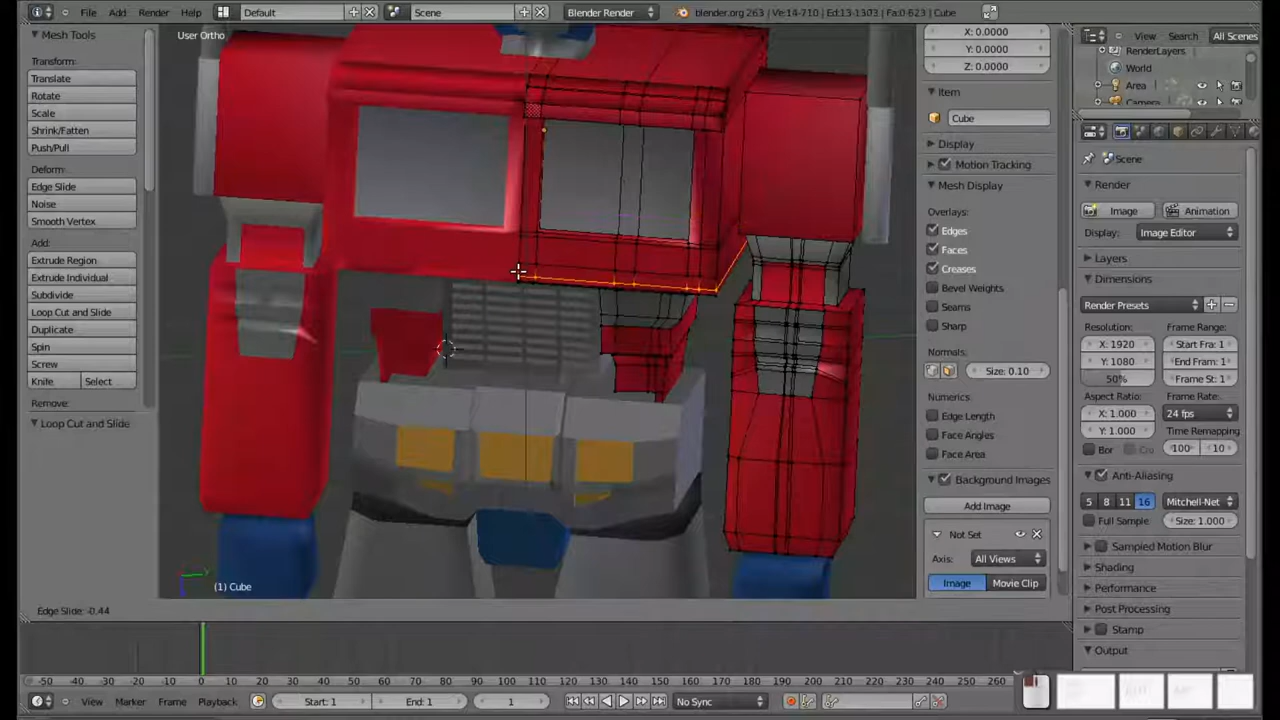 File Add Render Help Default Scene Blender Render blender.org 263 | Ve:14-710 | Ed:13-1303 | Fa:0-623 | Cube
Mesh Tools
Transform:
Translate
Rotate
Scale
Shrink/Fatten
Push/Pull
Deform:
Edge Slide
Noise
Smooth Vertex
Add:
Extrude Region
Extrude Individual
Subdivide
Loop Cut and Slide
Duplicate
Spin
Screw
Knife Select
Remove:
Loop Cut and Slide
User Ortho
(1) Cube
Edge Slide: -0.44
X: 0.0000
Y: 0.0000
Z: 0.0000
Item
Cube
Display
Motion Tracking
Mesh Display
Overlays:
Edges
Faces
Creases
Bevel Weights
Seams
Sharp
Normals:
Size: 0.10
Numerics:
Edge Length
Face Angles
Face Area
Background Images
Add Image
Not Set
Axis: All Views
Image Movie Clip
View Search All Scenes
RenderLayers
World
Area
Camera
Scene
Render
Image Animation
Display: Image Editor
Layers
Dimensions
Render Presets
Resolution: Frame Range:
X: 1920 Start Fra: 1
Y: 1080 End Fram: 1
50% Frame St: 1
Aspect Ratio: Frame Rate:
X: 1.000 24 fps
Y: 1.000 Time Remapping
Bor Cro 100 10
Anti-Aliasing
5 8 11 16 Mitchell-Net
Full Sample Size: 1.000
Sampled Motion Blur
Shading
Performance
Post Processing
Stamp
Output
-50 -40 -30 -20 -10 0 10 20 30 40 50 60 70 80 90 100 110 120 130 140 150 160 170 180 190 200 210 220 230 240 250 260
View Marker Frame Playback Start: 1 End: 1 1 No Sync